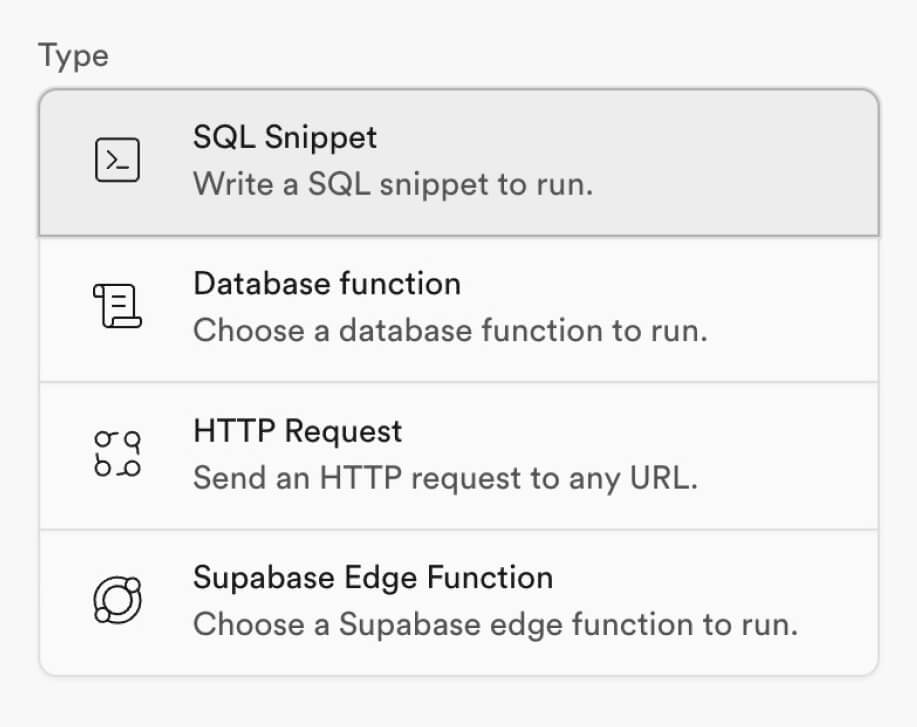 Type
SQL Snippet
Write a SQL snippet to run.
Database function
Choose a database function to run.
HTTP Request
Send an HTTP request to any URL.
Supabase Edge Function
Choose a Supabase edge function to run.